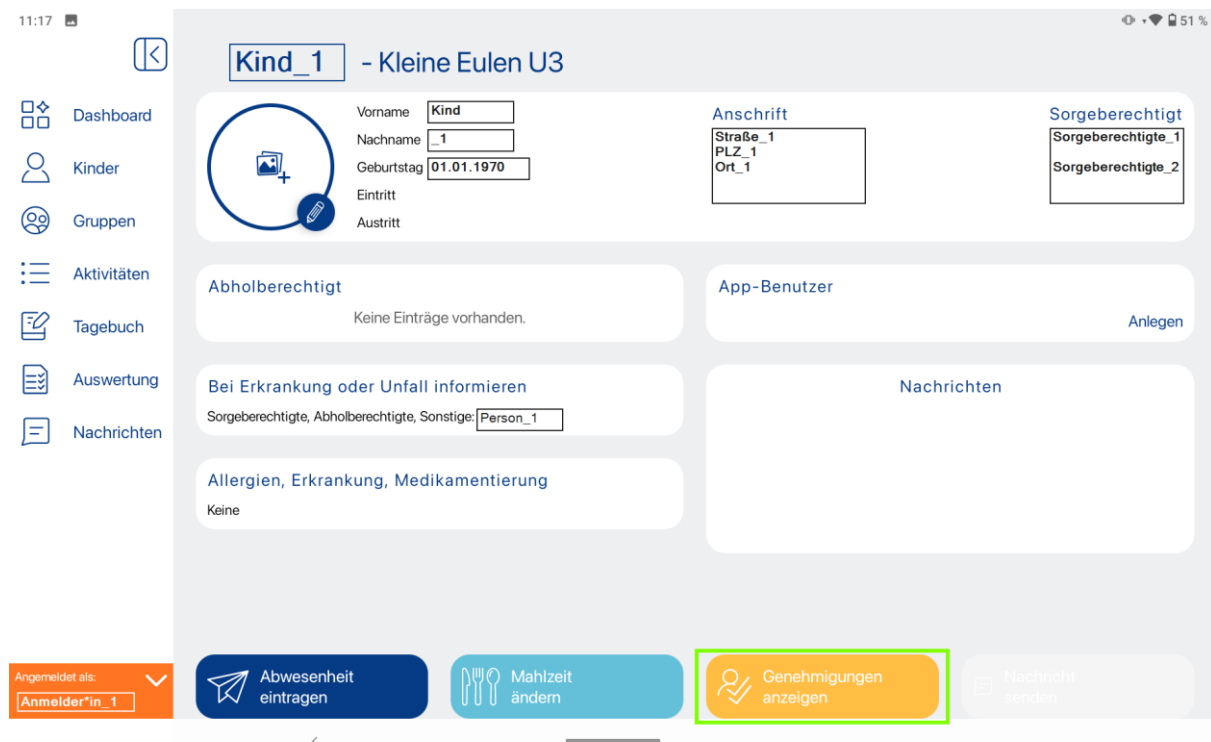 11:17
51 %
Kind_1 - Kleine Eulen U3
Dashboard
Kinder
Gruppen
Aktivitäten
Tagebuch
Auswertung
Nachrichten
Vorname Kind
Nachname _1
Geburtstag 01.01.1970
Eintritt
Austritt
Anschrift
Straße_1
PLZ_1
Ort_1
Sorgeberechtigt
Sorgeberechtigte_1
Sorgeberechtigte_2
Abholberechtigt
Keine Einträge vorhanden.
App-Benutzer
Anlegen
Bei Erkrankung oder Unfall informieren
Sorgeberechtigte, Abholberechtigte, Sonstige: Person_1
Nachrichten
Allergien, Erkrankung, Medikamentierung
Keine
Angemeldet als:
Anmelder*in_1
Abwesenheit
eintragen
Mahlzeit
ändern
Genehmigungen
anzeigen
Nachricht
senden